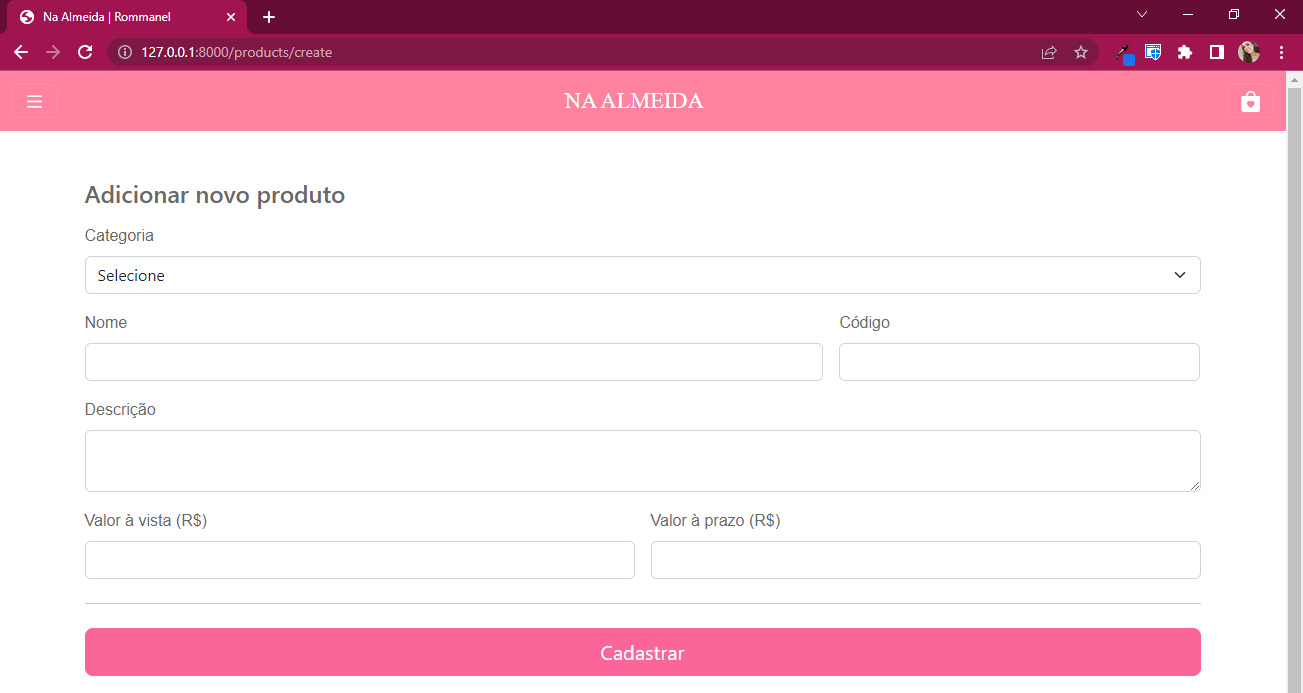 Na Almeida | Rommanel
127.0.0.1:8000/products/create
NA ALMEIDA
Adicionar novo produto
Categoria
Selecione
Nome Código
Descrição
Valor à vista (R$) Valor à prazo (R$)
Cadastrar